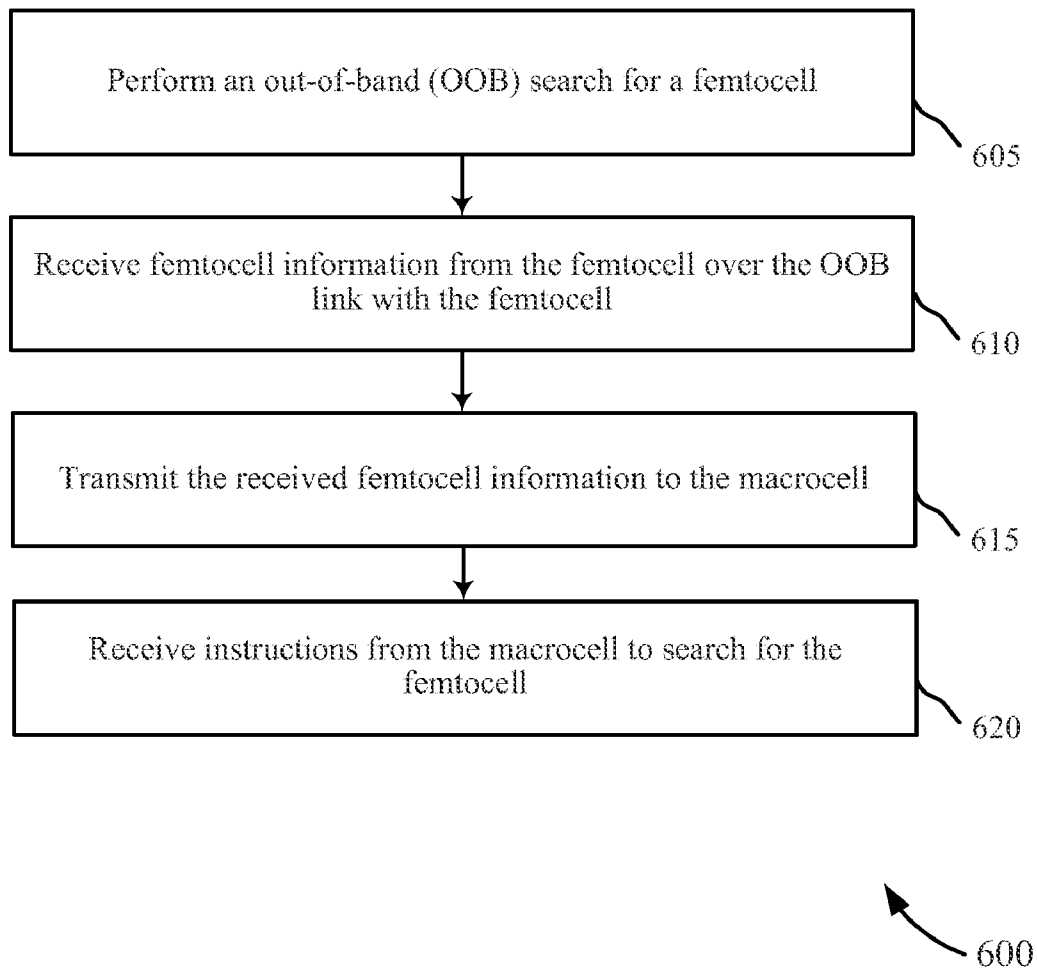 Perform an out-of-band (OOB) search for a femtocell
605
Receive femtocell information from the femtocell over the OOB
link with the femtocell
610
Transmit the received femtocell information to the macrocell
615
Receive instructions from the macrocell to search for the
femtocell
620
600